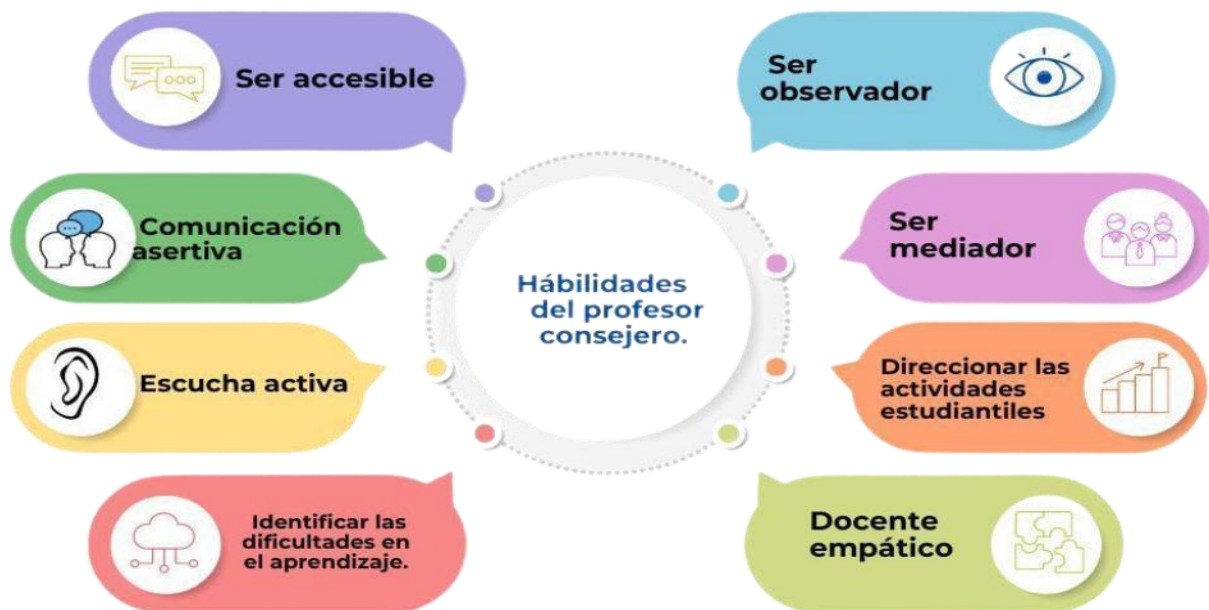 Ser accesible
Ser
observador
Comunicación
asertiva
Ser
mediador
Hábilidades
del profesor
consejero.
Escucha activa
Direccionar las
actividades
estudiantiles
Identificar las
dificultades en
el aprendizaje.
Docente
empático